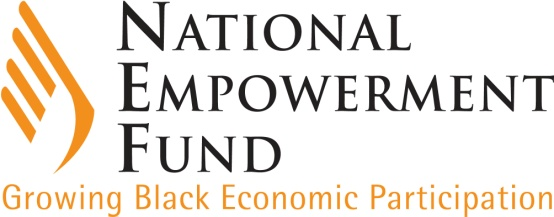 National
Empowerment
Fund
Growing Black Economic Participation